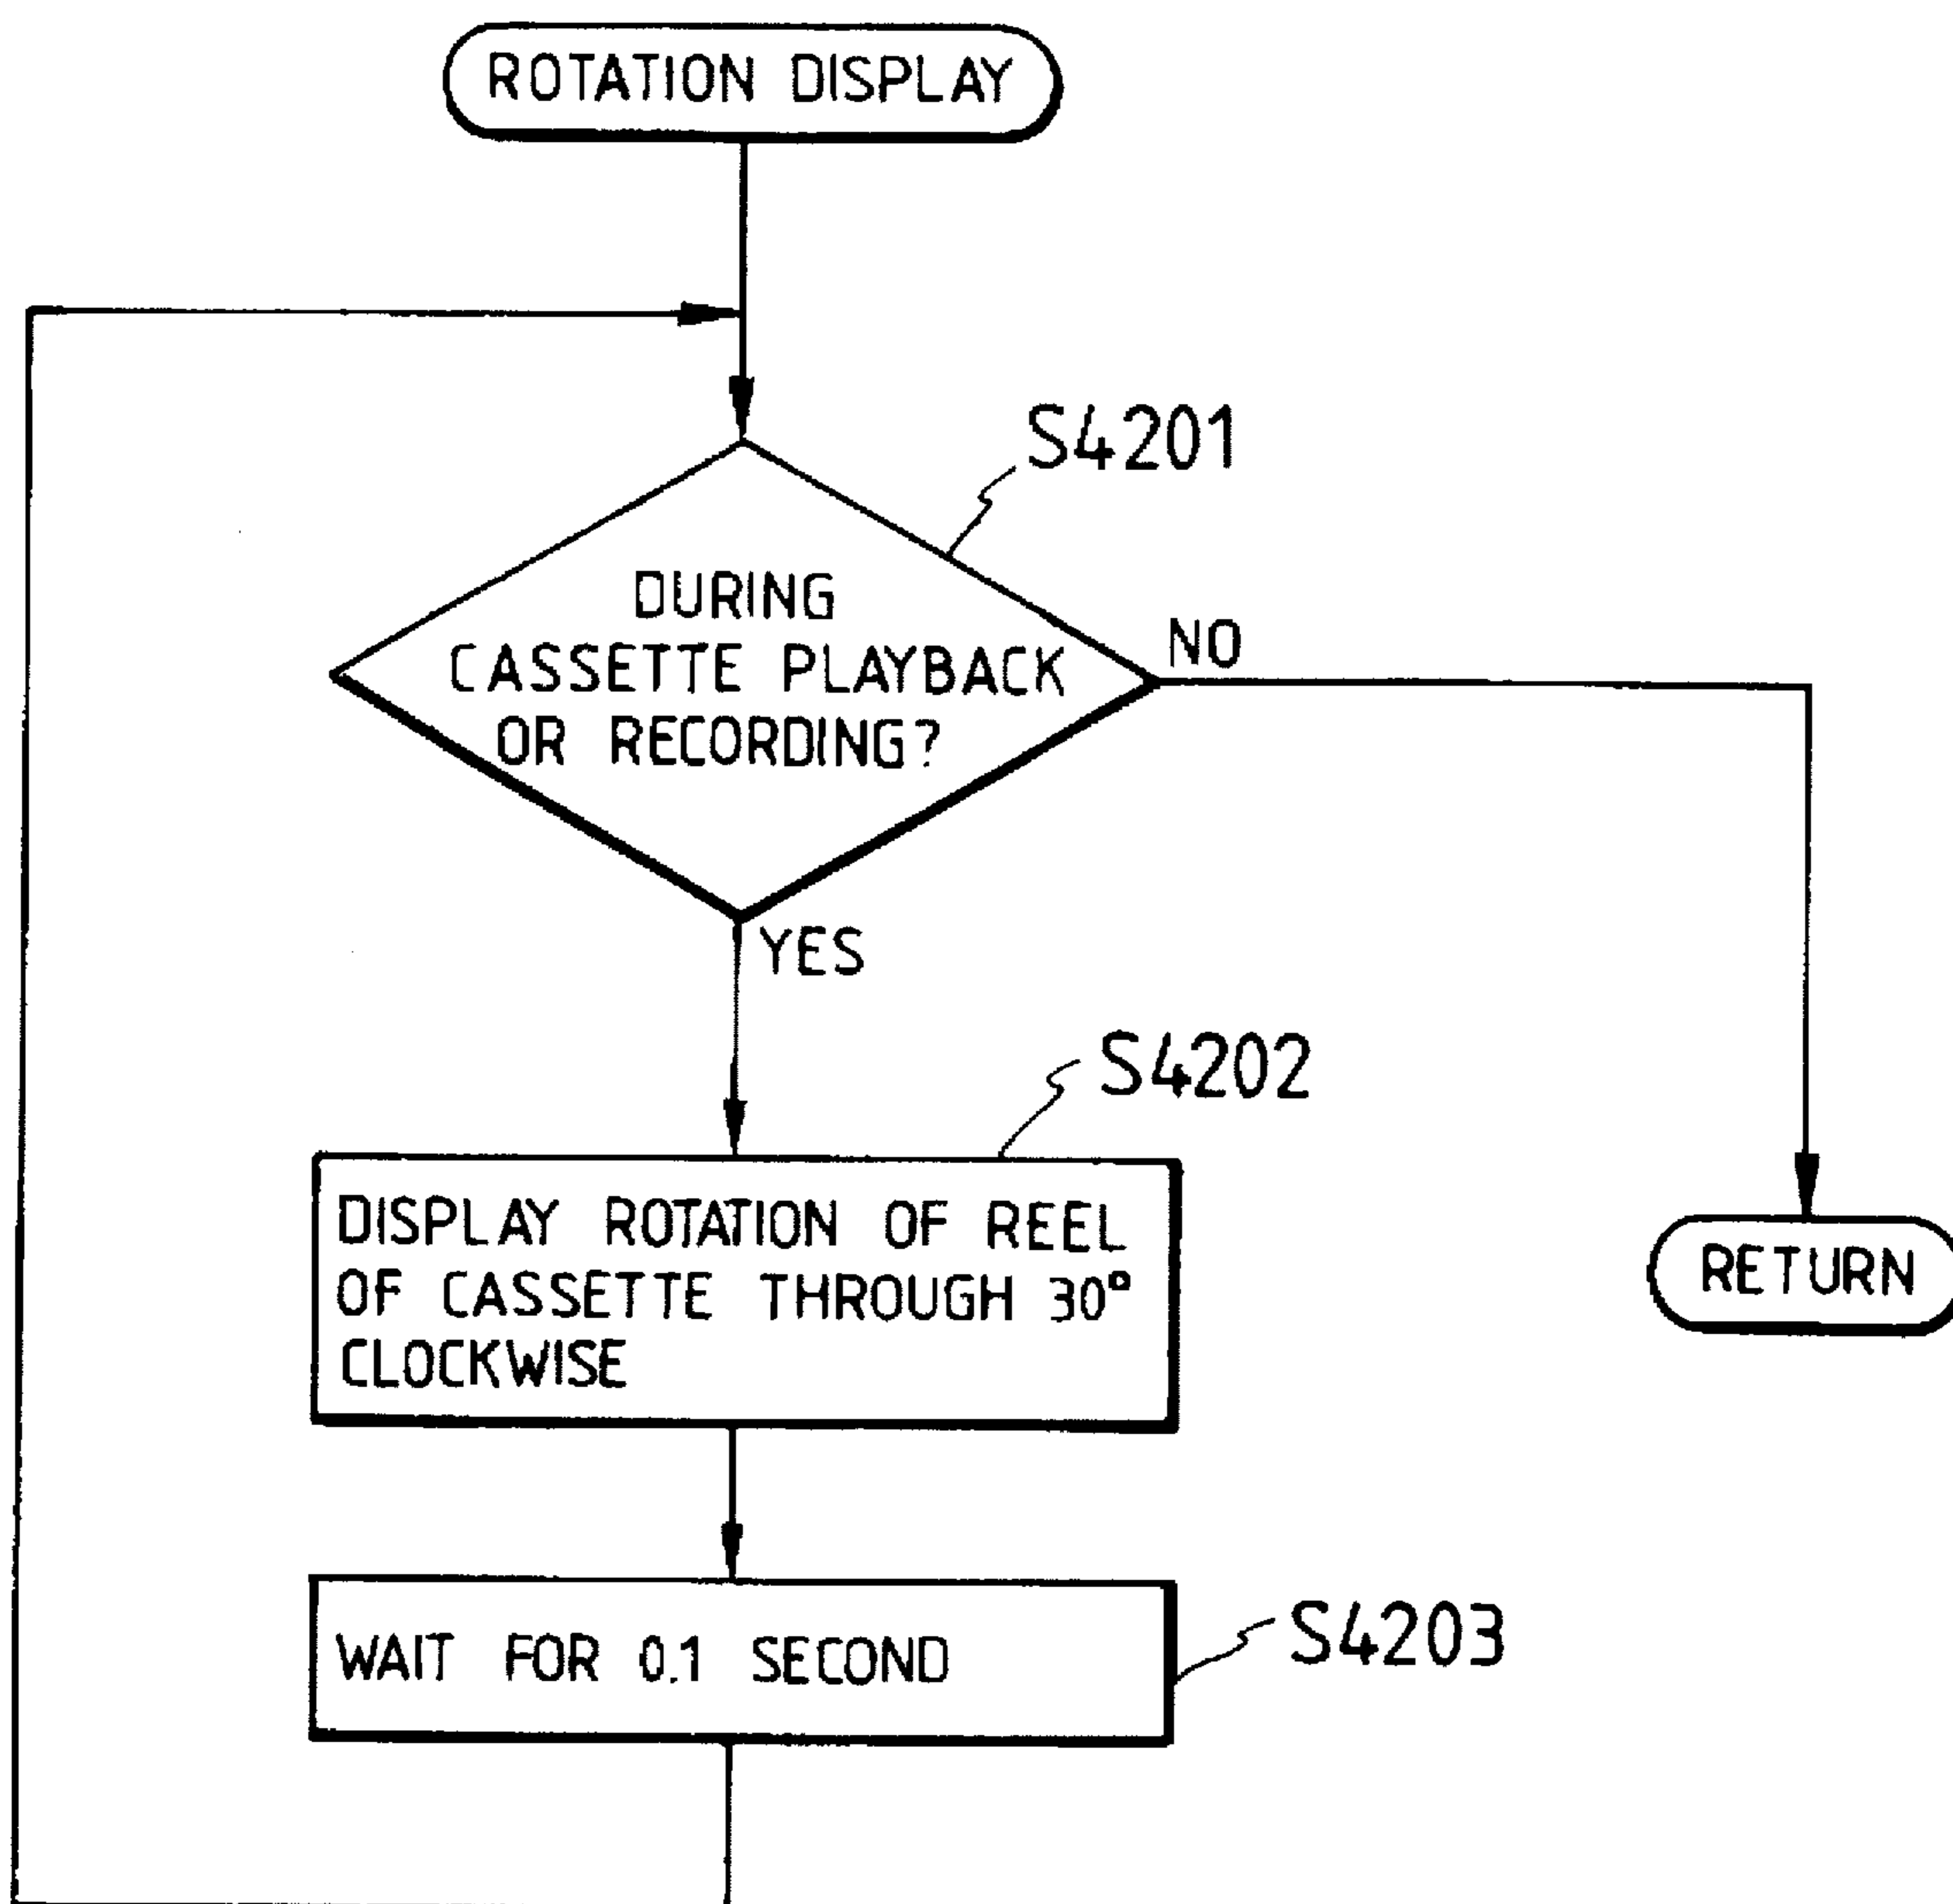 ROTATION DISPLAY
S4201
DURING
CASSETTE PLAYBACK
OR RECORDING?
NO
YES
S4202
DISPLAY ROTATION OF REEL
OF CASSETTE THROUGH 30°
CLOCKWISE
RETURN
WAIT FOR 0.1 SECOND
S4203